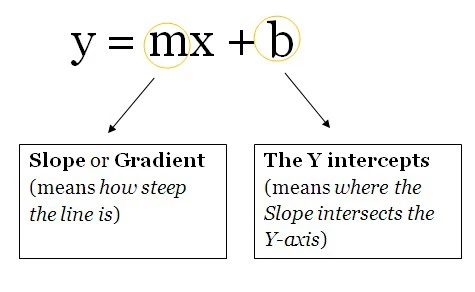 y = mx + b
Slope or Gradient
(means how steep
the line is)
The Y intercepts
(means where the
Slope intersects the
Y-axis)